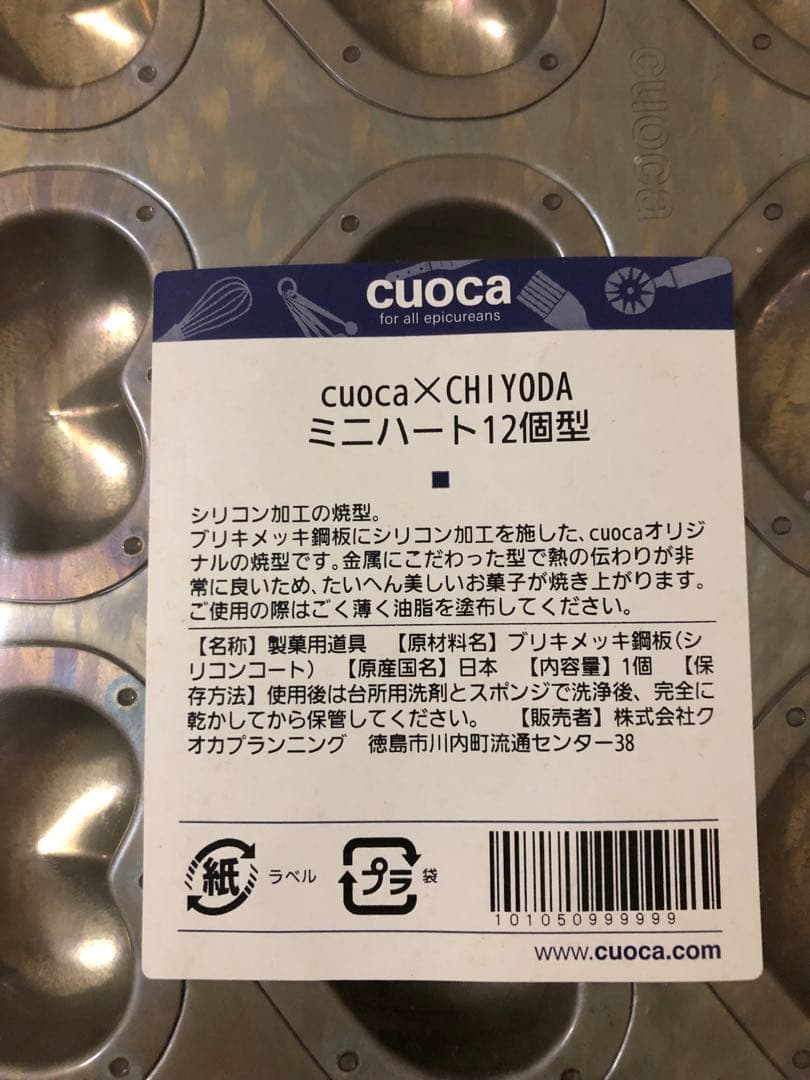 cuoca
cuoca
for all epicureans
cuoca×CHIYODA
ミニハート12個型
シリコン加工の焼型。
ブリキメッキ鋼板にシリコン加工を施した、cuocaオリジ
ナルの焼型です。金属にこだわった型で熱の伝わりが非
常に良いため、たいへん美しいお菓子が焼き上がります。
ご使用の際はごく薄く油脂を塗布してください。
【名称】製菓用道具 【原材料名】ブリキメッキ鋼板(シ
リコンコート) 【原産国名】日本 【内容量】1個 【保
存方法】使用後は台所用洗剤とスポンジで洗浄後、完全に
乾かしてから保管してください。 【販売者】株式会社ク
オカプランニング 徳島市川内町流通センター38
紙 ラベル プラ 袋
101050999999
www.cuoca.com